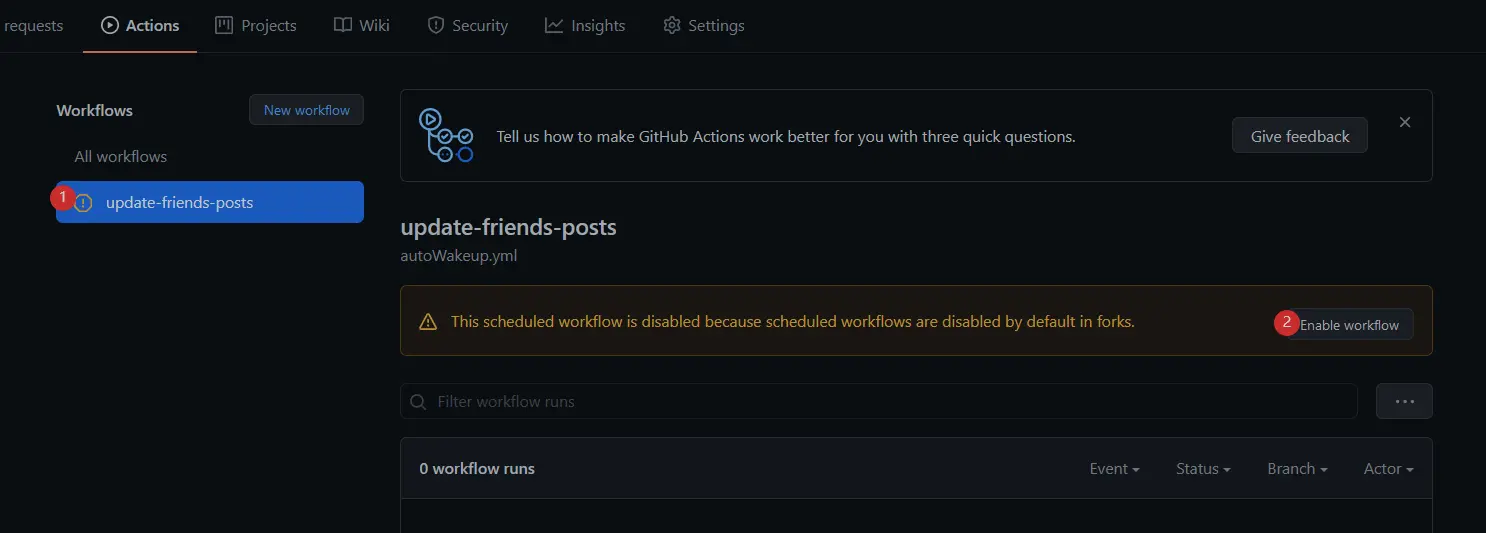 requests Actions Projects Wiki Security Insights Settings
Workflows New workflow
All workflows
1 update-friends-posts
Tell us how to make GitHub Actions work better for you with three quick questions. Give feedback
update-friends-posts
autoWakeup.yml
This scheduled workflow is disabled because scheduled workflows are disabled by default in forks. 2 Enable workflow
Filter workflow runs
0 workflow runs Event Status Branch Actor